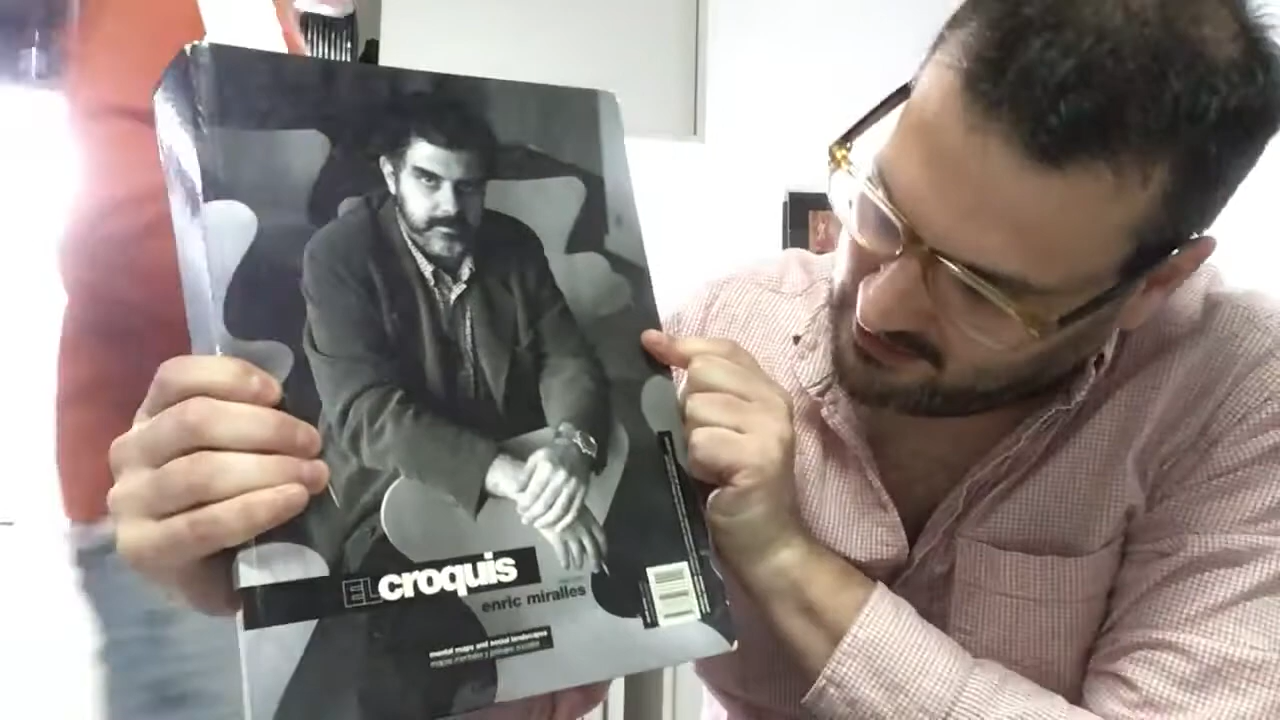 ELcroquis
enric miralles
mental maps and social landscapes
mapas mentales y paisajes sociales